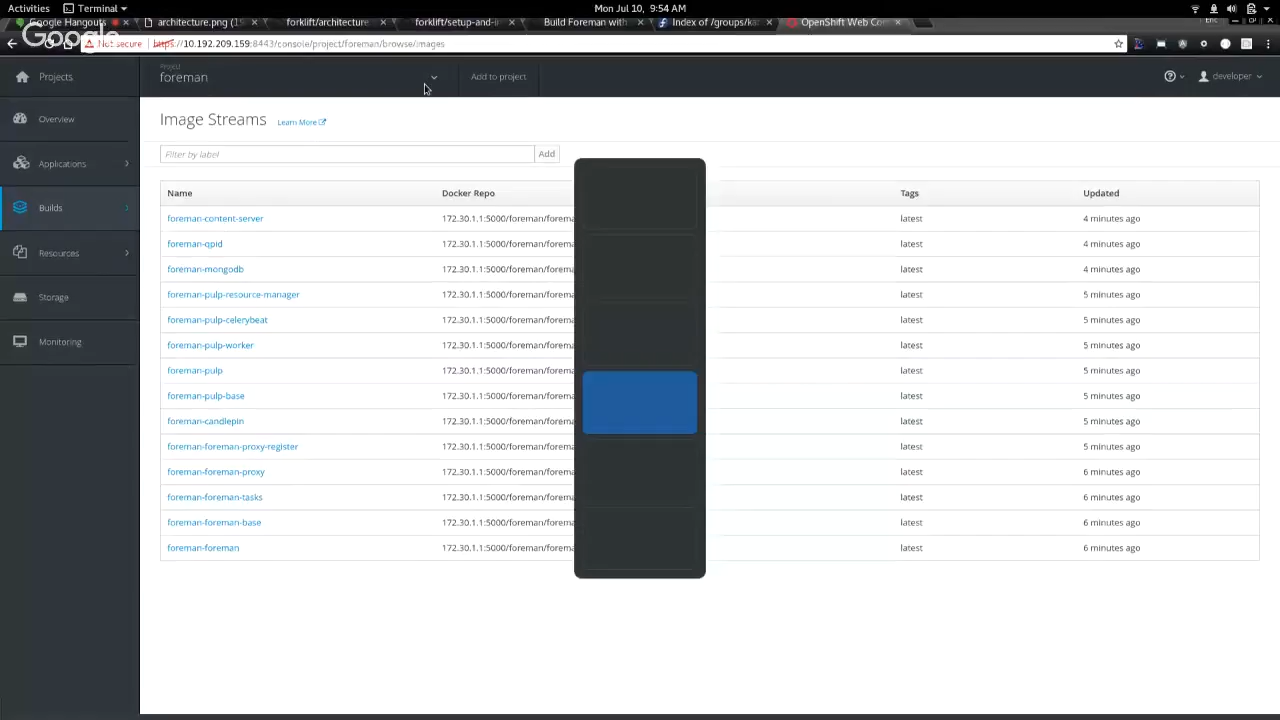 Activities Terminal Mon Jul 10, 9:54 AM
Google Hangouts architecture.png (15 forklift/architecture forklift/setup-and-i Build Foreman with Index of /groups/ka OpenShift Web Co Eric
Google
Not secure https://10.192.209.159:8443/console/project/foreman/browse/images
Projects
Project
foreman
Add to project
developer
Overview
Applications
Builds
Resources
Storage
Monitoring
Image Streams Learn More
Filter by label Add
Name Docker Repo Tags Updated
foreman-content-server 172.30.1.1:5000/foreman/forema latest 4 minutes ago
foreman-qpid 172.30.1.1:5000/foreman/forema latest 4 minutes ago
foreman-mongodb 172.30.1.1:5000/foreman/forema latest 4 minutes ago
foreman-pulp-resource-manager 172.30.1.1:5000/foreman/forema latest 5 minutes ago
foreman-pulp-celerybeat 172.30.1.1:5000/foreman/forema latest 5 minutes ago
foreman-pulp-worker 172.30.1.1:5000/foreman/forema latest 5 minutes ago
foreman-pulp 172.30.1.1:5000/foreman/forema latest 5 minutes ago
foreman-pulp-base 172.30.1.1:5000/foreman/forema latest 5 minutes ago
foreman-candlepin 172.30.1.1:5000/foreman/forema latest 5 minutes ago
foreman-foreman-proxy-register 172.30.1.1:5000/foreman/forema latest 5 minutes ago
foreman-foreman-proxy 172.30.1.1:5000/foreman/forema latest 6 minutes ago
foreman-foreman-tasks 172.30.1.1:5000/foreman/forema latest 6 minutes ago
foreman-foreman-base 172.30.1.1:5000/foreman/forema latest 6 minutes ago
foreman-foreman 172.30.1.1:5000/foreman/forema latest 6 minutes ago